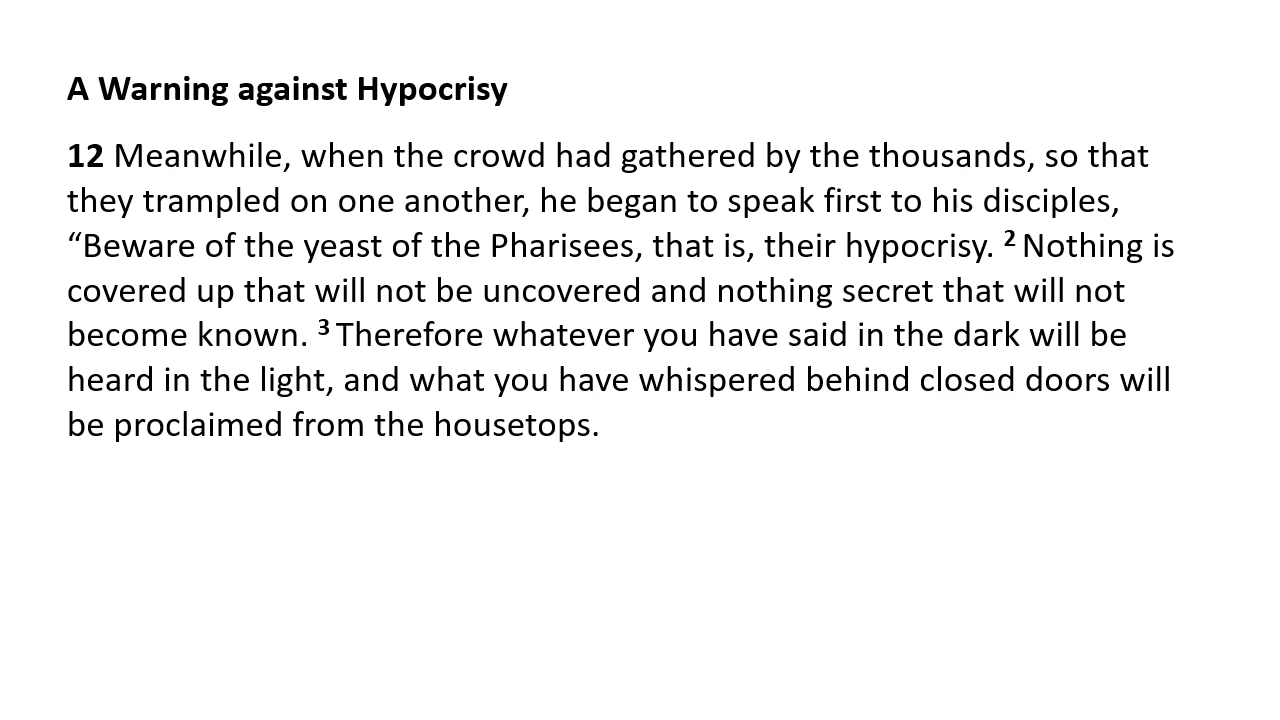 A Warning against Hypocrisy
12 Meanwhile, when the crowd had gathered by the thousands, so that
they trampled on one another, he began to speak first to his disciples,
“Beware of the yeast of the Pharisees, that is, their hypocrisy. 2 Nothing is
covered up that will not be uncovered and nothing secret that will not
become known. 3 Therefore whatever you have said in the dark will be
heard in the light, and what you have whispered behind closed doors will
be proclaimed from the housetops.